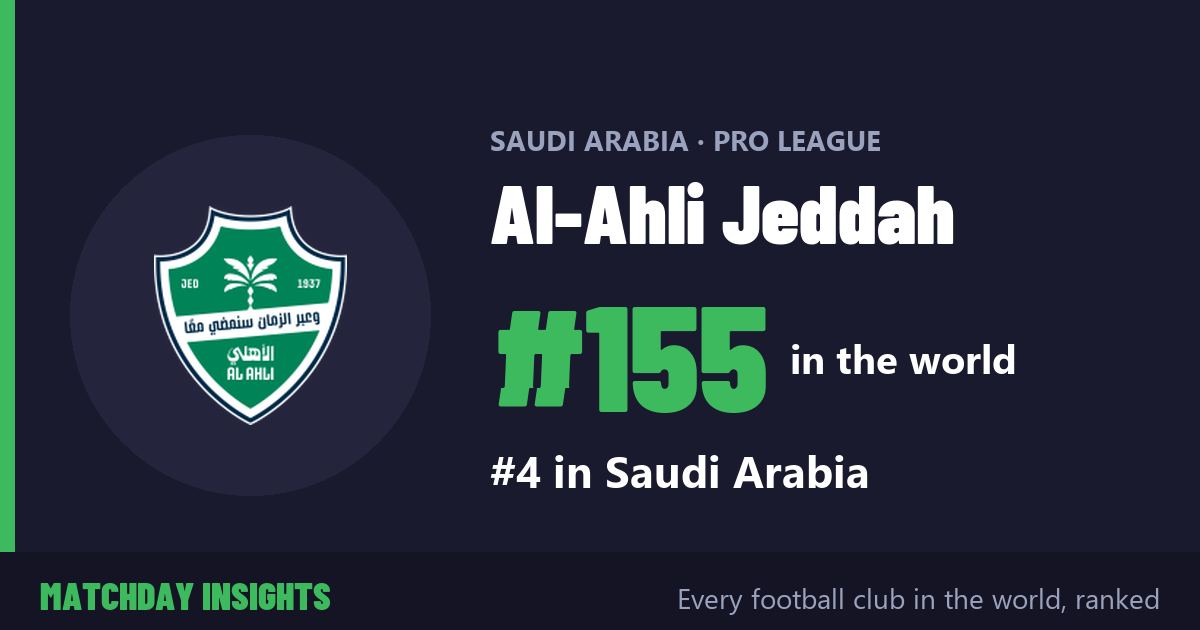 SAUDI ARABIA · PRO LEAGUE
Al-Ahli Jeddah
#155 in the world
#4 in Saudi Arabia
JED 1937
وعبر الزمان سنمضي معًا
الأهلي
AL AHLI
MATCHDAY INSIGHTS
Every football club in the world, ranked